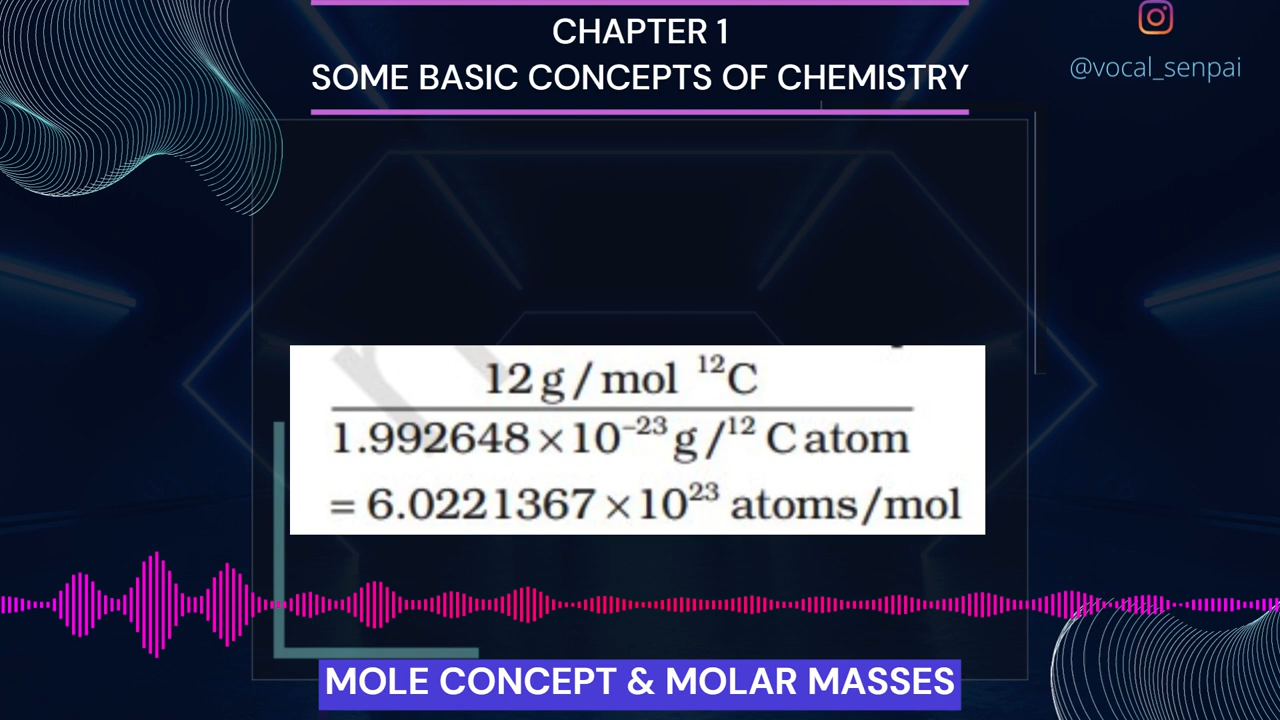 CHAPTER 1
SOME BASIC CONCEPTS OF CHEMISTRY
@vocal_senpai
12 g / mol ¹²C
1.992648 × 10⁻²³ g /¹² C atom
= 6.0221367 × 10²³ atoms/mol
MOLE CONCEPT & MOLAR MASSES